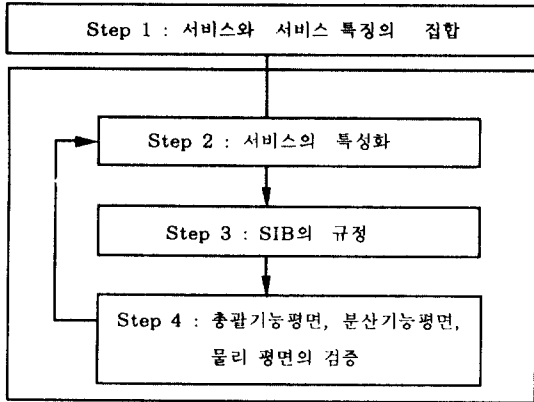 Step 1 : 서비스와 서비스 특징의 집합
Step 2 : 서비스의 특성화
Step 3 : SIB의 규정
Step 4 : 총괄기능평면, 분산기능평면,
물리 평면의 검증